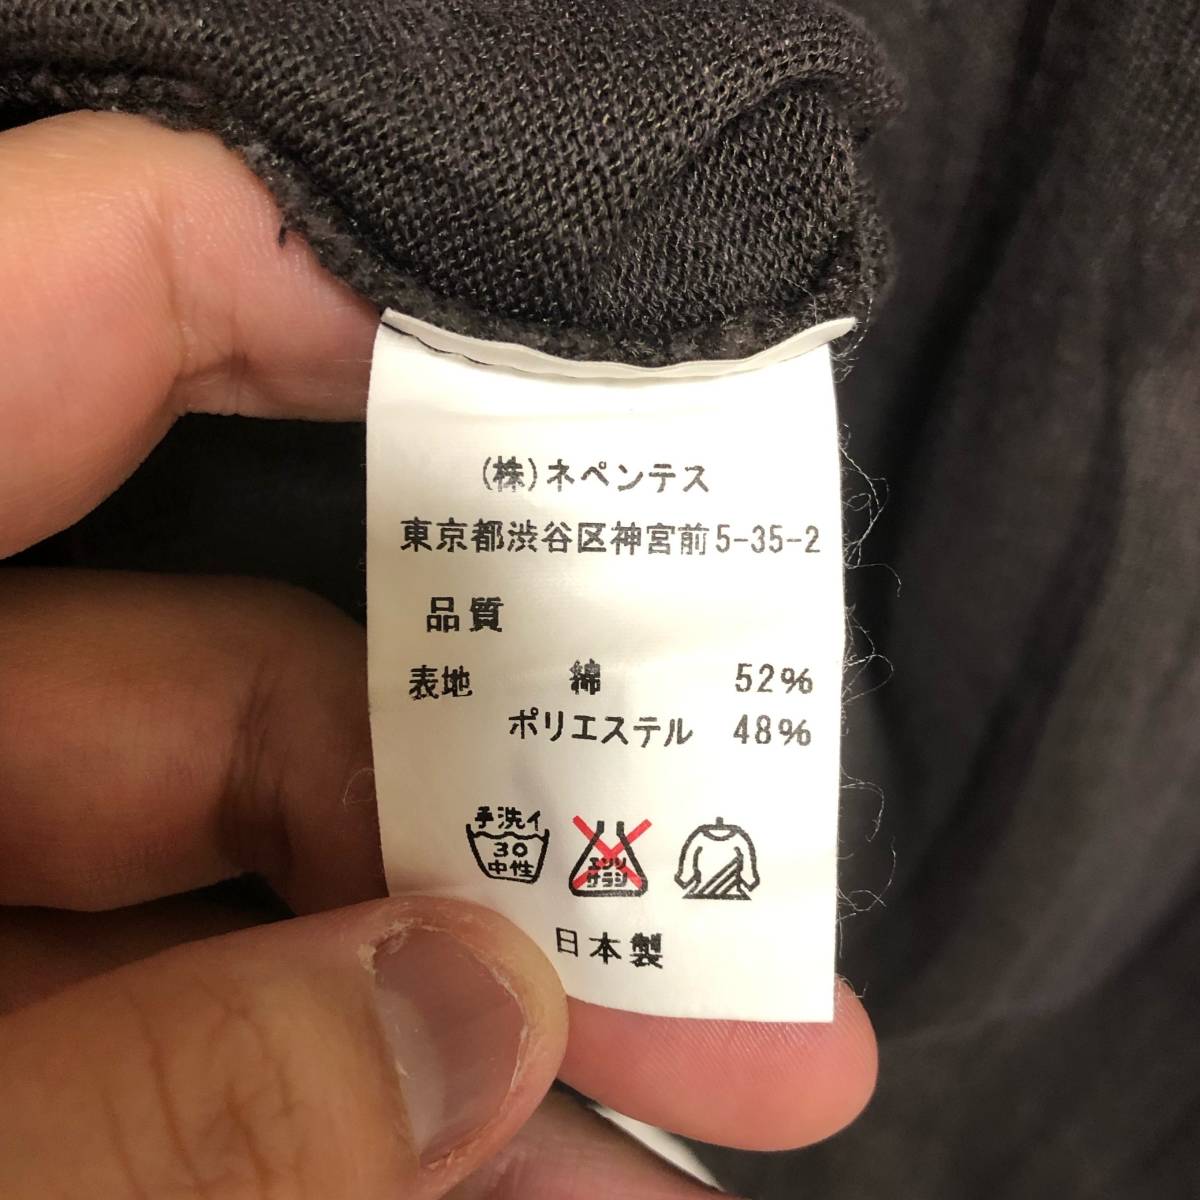 (株)ネペンテス
東京都渋谷区神宮前5-35-2
品質
表地 綿 52%
ポリエステル 48%
手洗イ
30
中性
エンソ
サラシ
日本製